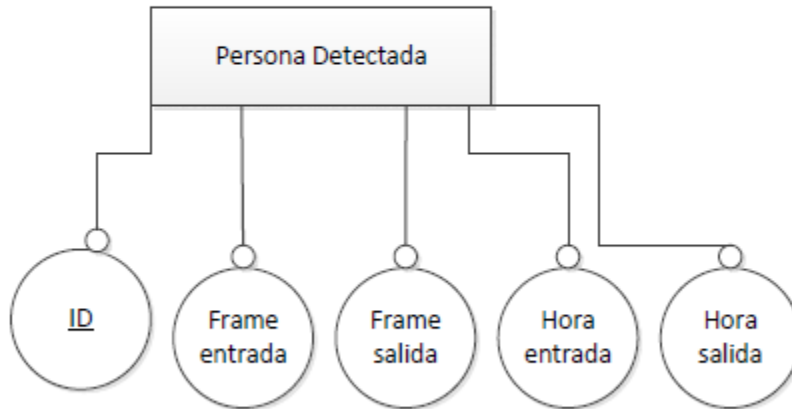 Persona Detectada
ID
Frame
entrada
Frame
salida
Hora
entrada
Hora
salida